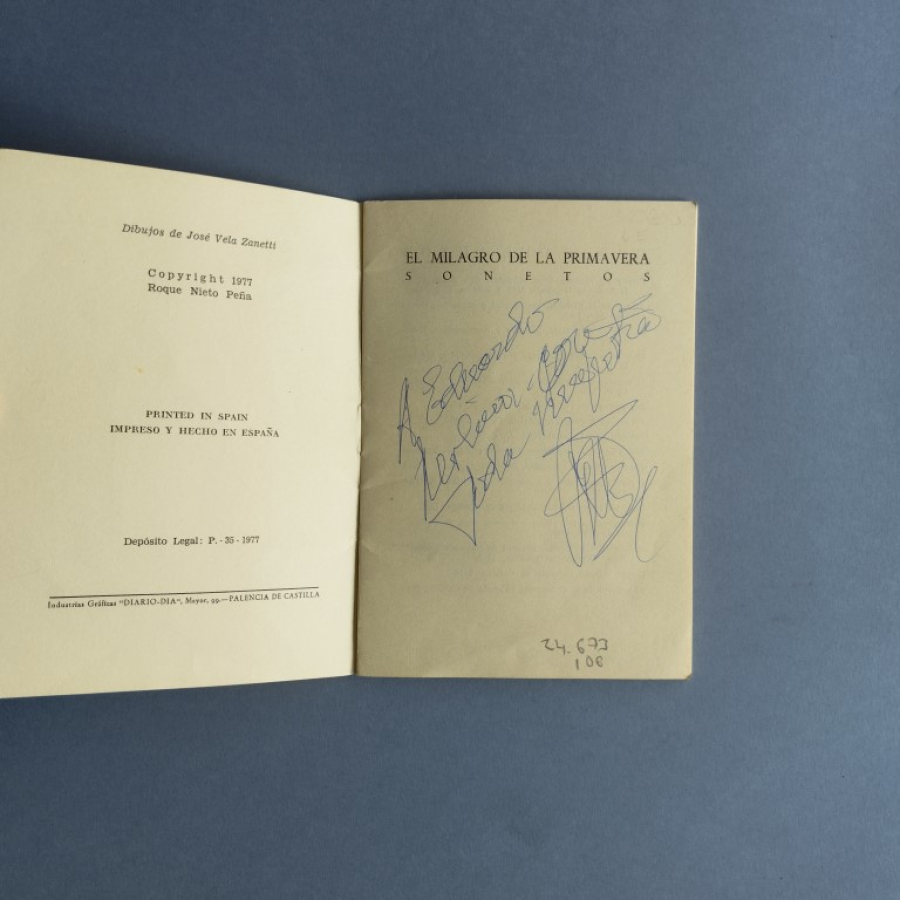 Dibujos de José Vela Zanetti
Copyright 1977
Roque Nieto Peña
PRINTED IN SPAIN
IMPRESO Y HECHO EN ESPAÑA
Depósito Legal: P. - 35 - 1977
Industrias Gráficas "DIARIO-DIA", Mayor, 99.—PALENCIA DE CASTILLA
EL MILAGRO DE LA PRIMAVERA
SONETOS
A Eduardo
toda
24.673